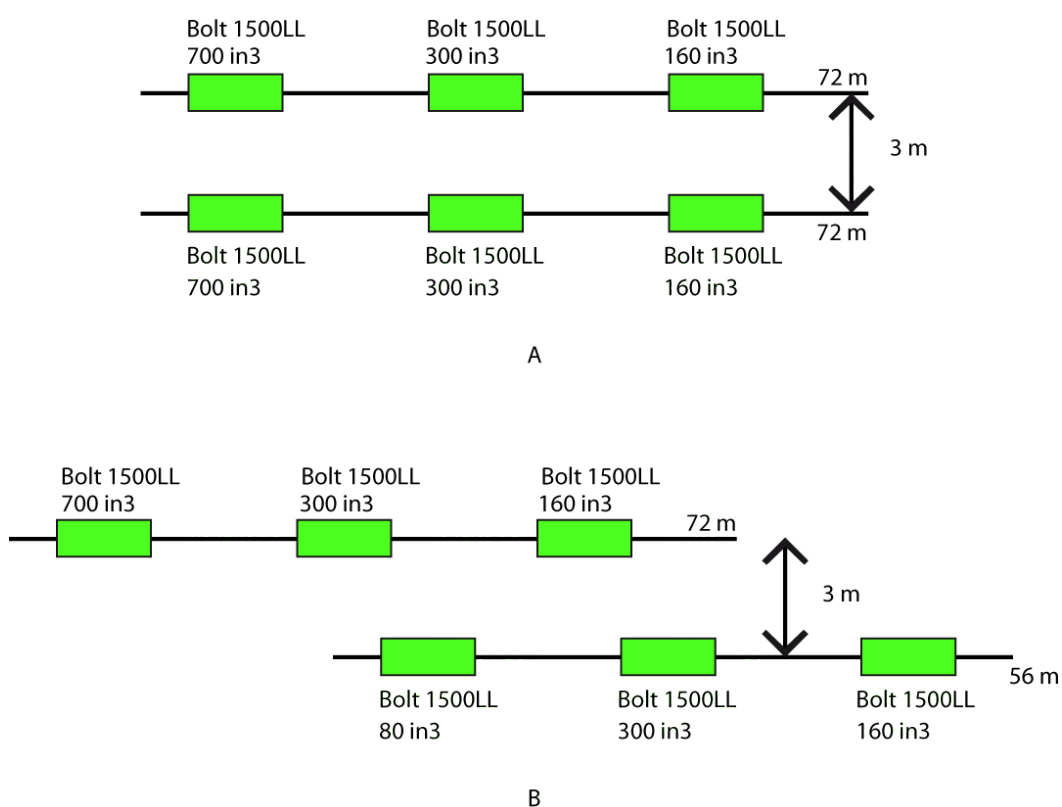 Bolt 1500LL
700 in3
Bolt 1500LL
300 in3
Bolt 1500LL
160 in3
72 m
3 m
72 m
Bolt 1500LL
700 in3
Bolt 1500LL
300 in3
Bolt 1500LL
160 in3
A
Bolt 1500LL
700 in3
Bolt 1500LL
300 in3
Bolt 1500LL
160 in3
72 m
3 m
56 m
Bolt 1500LL
80 in3
Bolt 1500LL
300 in3
Bolt 1500LL
160 in3
B